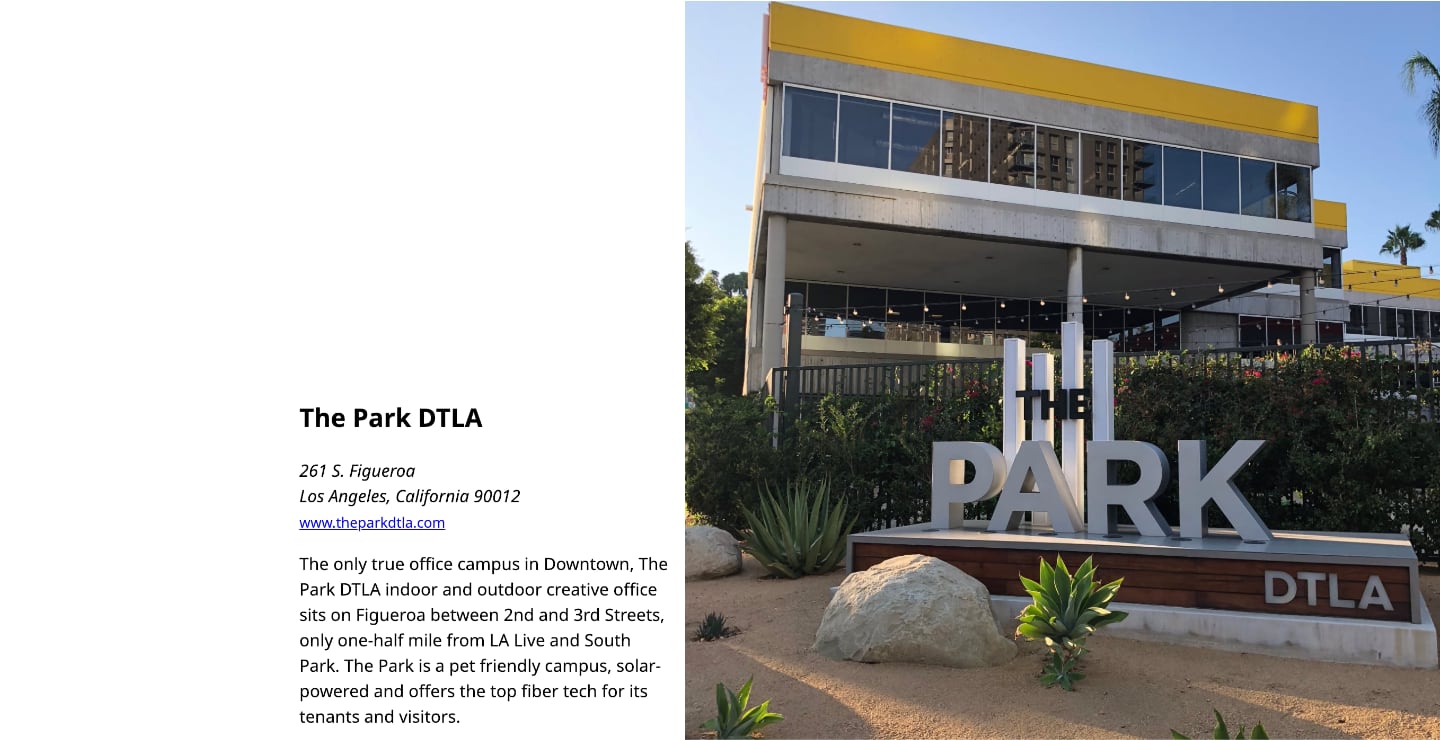 The Park DTLA
261 S. Figueroa
Los Angeles, California 90012
www.theparkdtla.com
The only true office campus in Downtown, The
Park DTLA indoor and outdoor creative office
sits on Figueroa between 2nd and 3rd Streets,
only one-half mile from LA Live and South
Park. The Park is a pet friendly campus, solar-
powered and offers the top fiber tech for its
tenants and visitors.
THE
PARK
DTLA